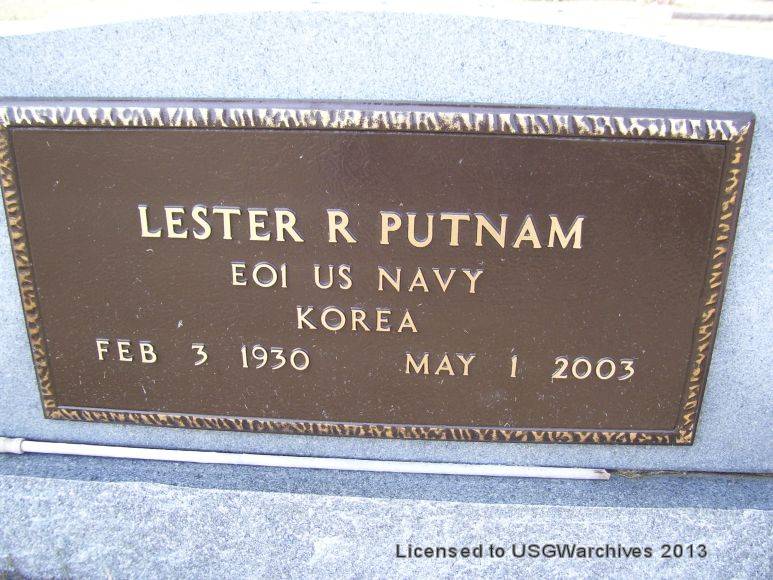 LESTER R PUTNAM
EO1 US NAVY
KOREA
FEB 3 1930 MAY 1 2003
Licensed to USGWarchives 2013